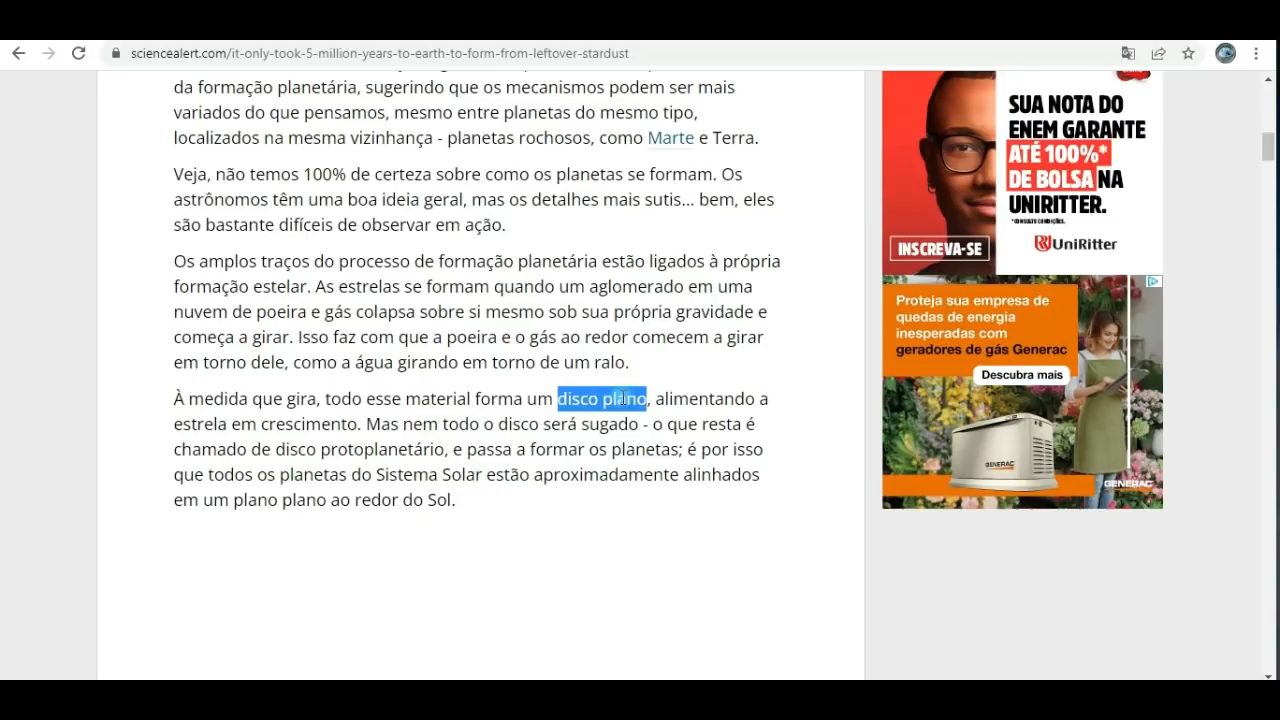 sciencealert.com/it-only-took-5-million-years-to-earth-to-form-from-leftover-stardust
da formação planetária, sugerindo que os mecanismos podem ser mais
variados do que pensamos, mesmo entre planetas do mesmo tipo,
localizados na mesma vizinhança - planetas rochosos, como Marte e Terra.
Veja, não temos 100% de certeza sobre como os planetas se formam. Os
astrônomos têm uma boa ideia geral, mas os detalhes mais sutis... bem, eles
são bastante difíceis de observar em ação.
Os amplos traços do processo de formação planetária estão ligados à própria
formação estelar. As estrelas se formam quando um aglomerado em uma
nuvem de poeira e gás colapsa sobre si mesmo sob sua própria gravidade e
começa a girar. Isso faz com que a poeira e o gás ao redor comecem a girar
em torno dele, como a água girando em torno de um ralo.
À medida que gira, todo esse material forma um disco plano, alimentando a
estrela em crescimento. Mas nem todo o disco será sugado - o que resta é
chamado de disco protoplanetário, e passa a formar os planetas; é por isso
que todos os planetas do Sistema Solar estão aproximadamente alinhados
em um plano plano ao redor do Sol.
SUA NOTA DO
ENEM GARANTE
ATÉ 100%*
DE BOLSA NA
UNIRITTER.
*CONSULTE CONDIÇÕES.
INSCREVA-SE
UniRitter
Proteja sua empresa de
quedas de energia
inesperadas com
geradores de gás Generac
Descubra mais
GENERAC
GENERAC